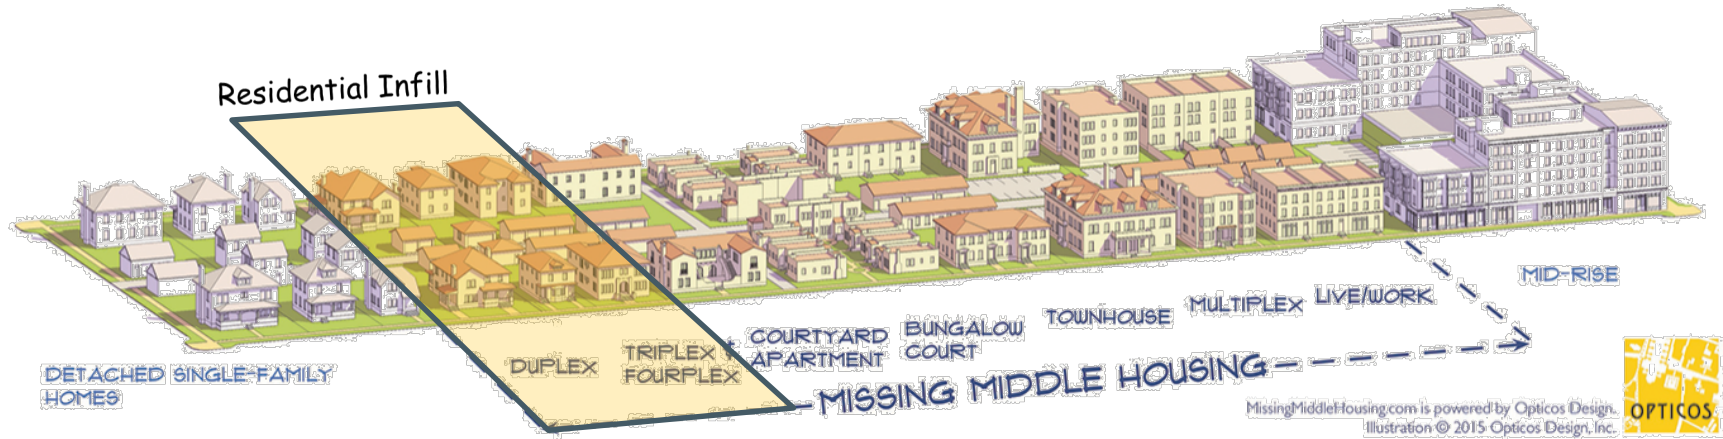 Residential Infill
DETACHED SINGLE-FAMILY
HOMES
DUPLEX
TRIPLEX +
FOURPLEX
COURTYARD
APARTMENT
BUNGALOW
COURT
TOWNHOUSE
MULTIPLEX
LIVE/WORK
MID-RISE
MISSING MIDDLE HOUSING
MissingMiddleHousing.com is powered by Opticos Design.
Illustration © 2015 Opticos Design, Inc.
OPTICOS